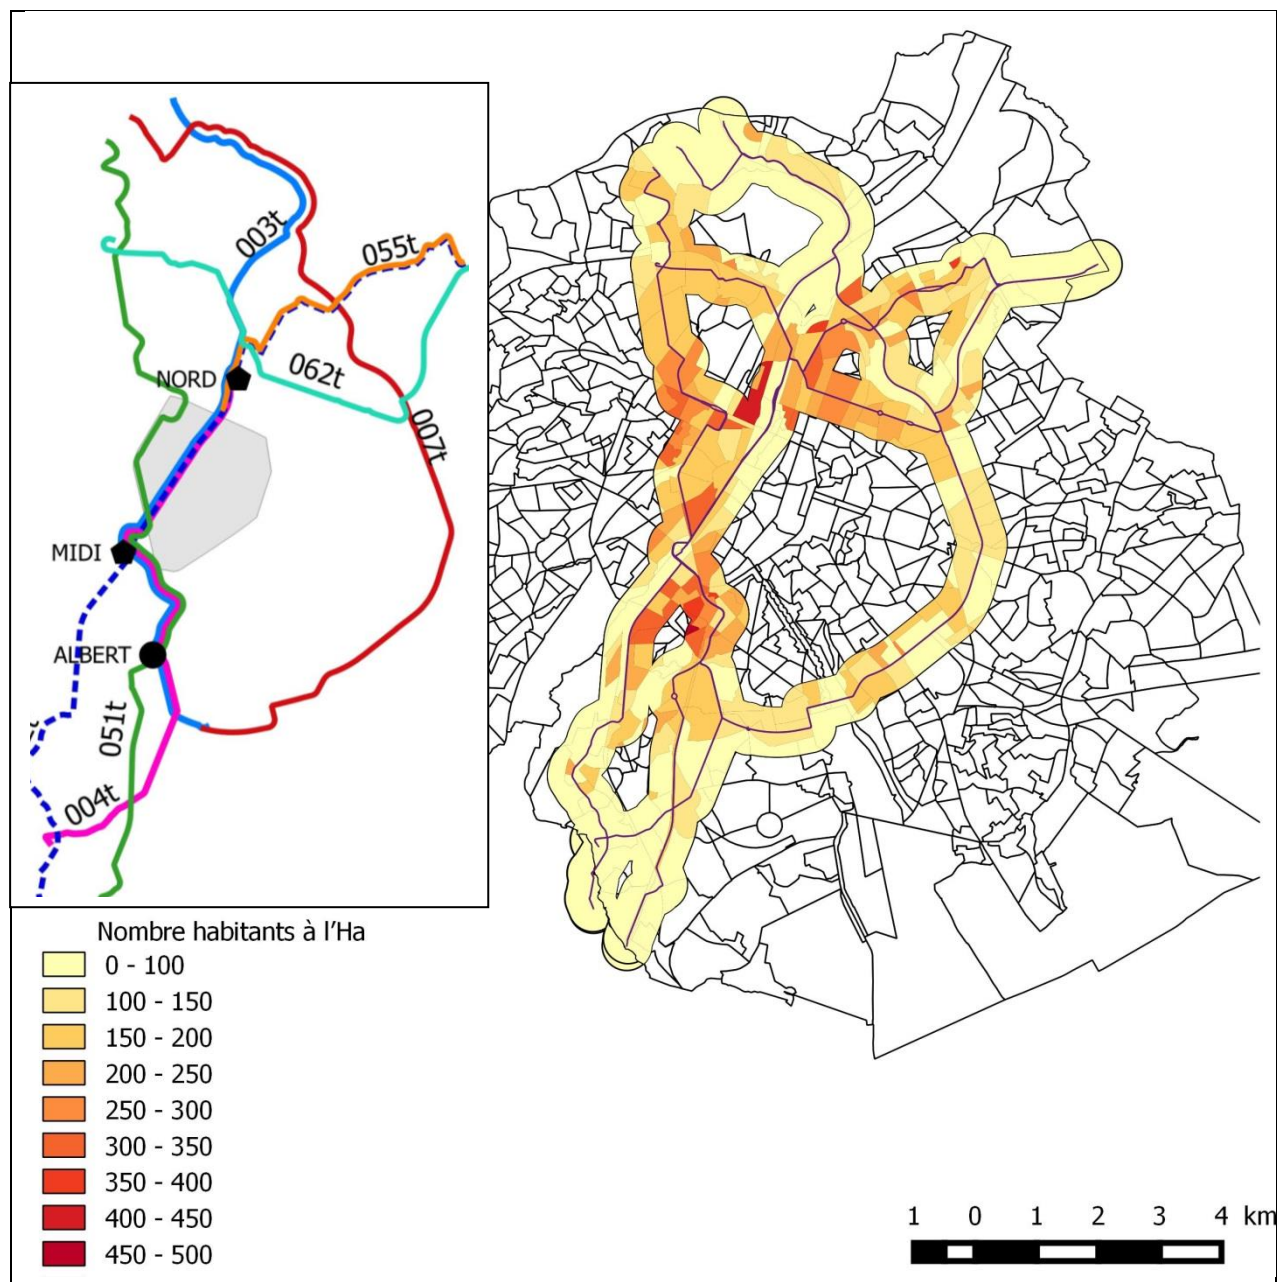 003t
055t
NORD
062t
007t
MIDI
ALBERT
051t
004t
Nombre habitants à l'Ha
0 - 100
100 - 150
150 - 200
200 - 250
250 - 300
300 - 350
350 - 400
400 - 450
450 - 500
1 0 1 2 3 4 km